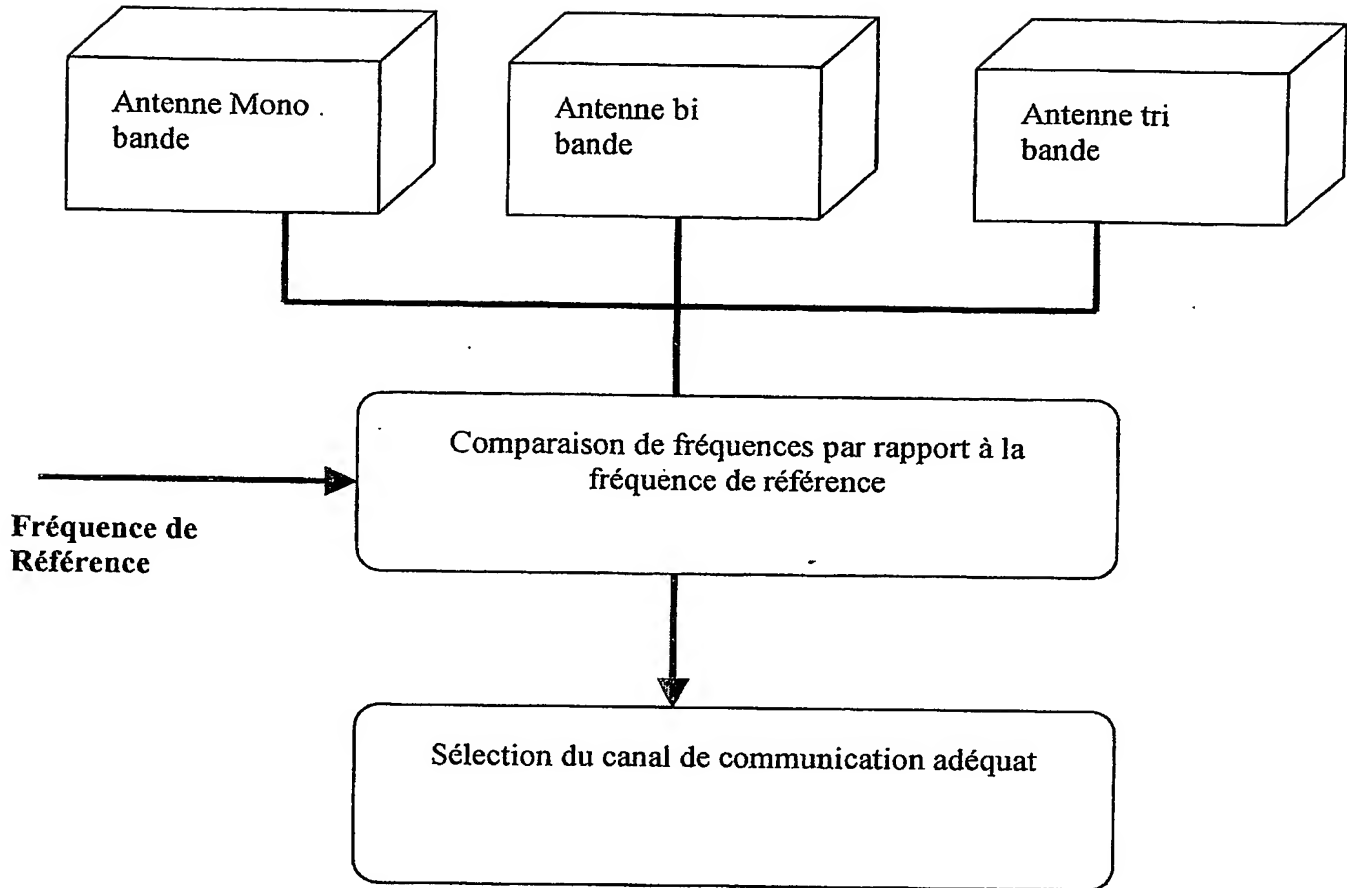 Antenne Mono
bande
Antenne bi
bande
Antenne tri
bande
Comparaison de fréquences par rapport à la
fréquence de référence
Fréquence de
Référence
Sélection du canal de communication adéquat